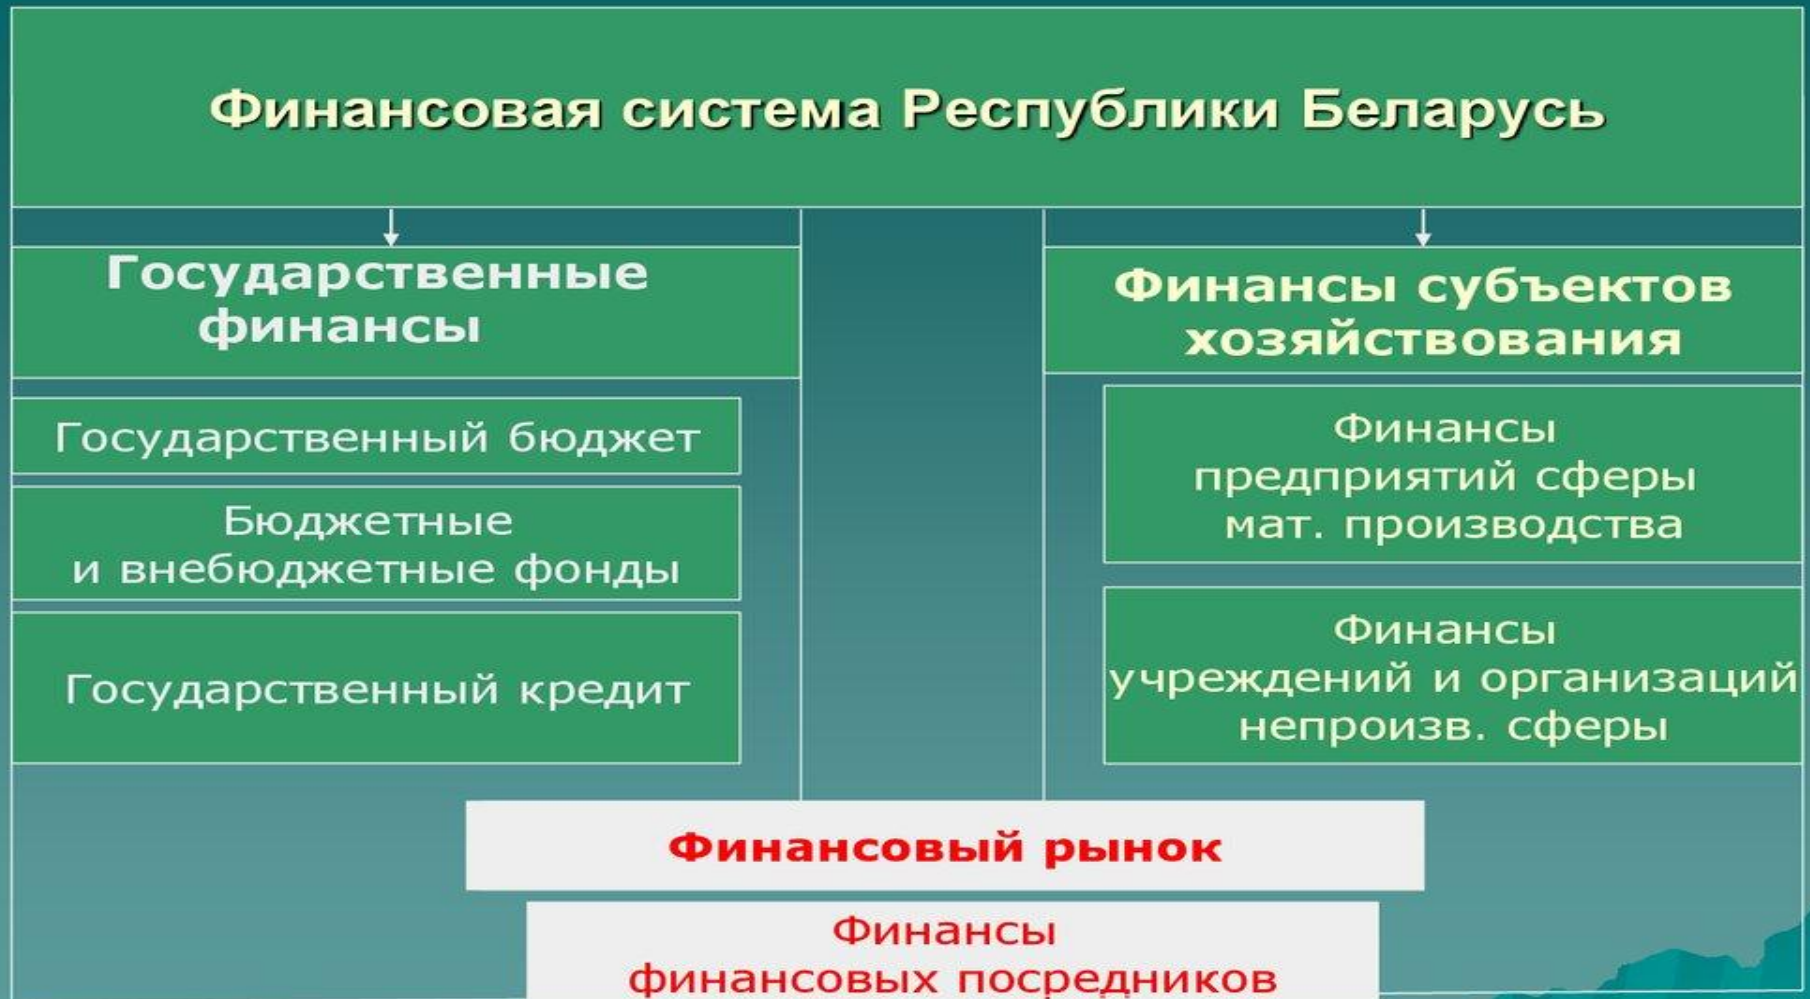 Финансовая система Республики Беларусь
Государственные
финансы
Государственный бюджет
Бюджетные
и внебюджетные фонды
Государственный кредит
Финансы субъектов
хозяйствования
Финансы
предприятий сферы
мат. производства
Финансы
учреждений и организаций
непроизв. сферы
Финансовый рынок
Финансы
финансовых посредников